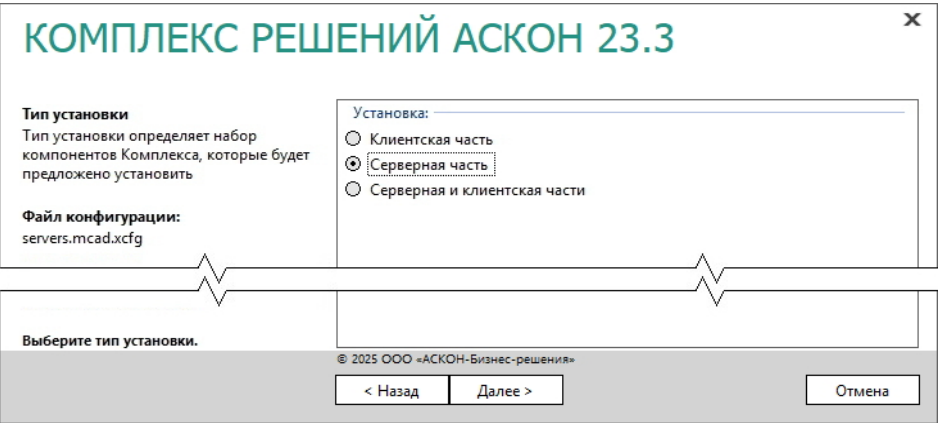 КОМПЛЕКС РЕШЕНИЙ АСКОН 23.3
Тип установки
Тип установки определяет набор
компонентов Комплекса, которые будет
предложено установить
Файл конфигурации:
servers.mcad.xcfg
Установка:
Клиентская часть
Серверная часть
Серверная и клиентская части
Выберите тип установки.
© 2025 ООО «АСКОН-Бизнес-решения»
< Назад
Далее >
Отмена